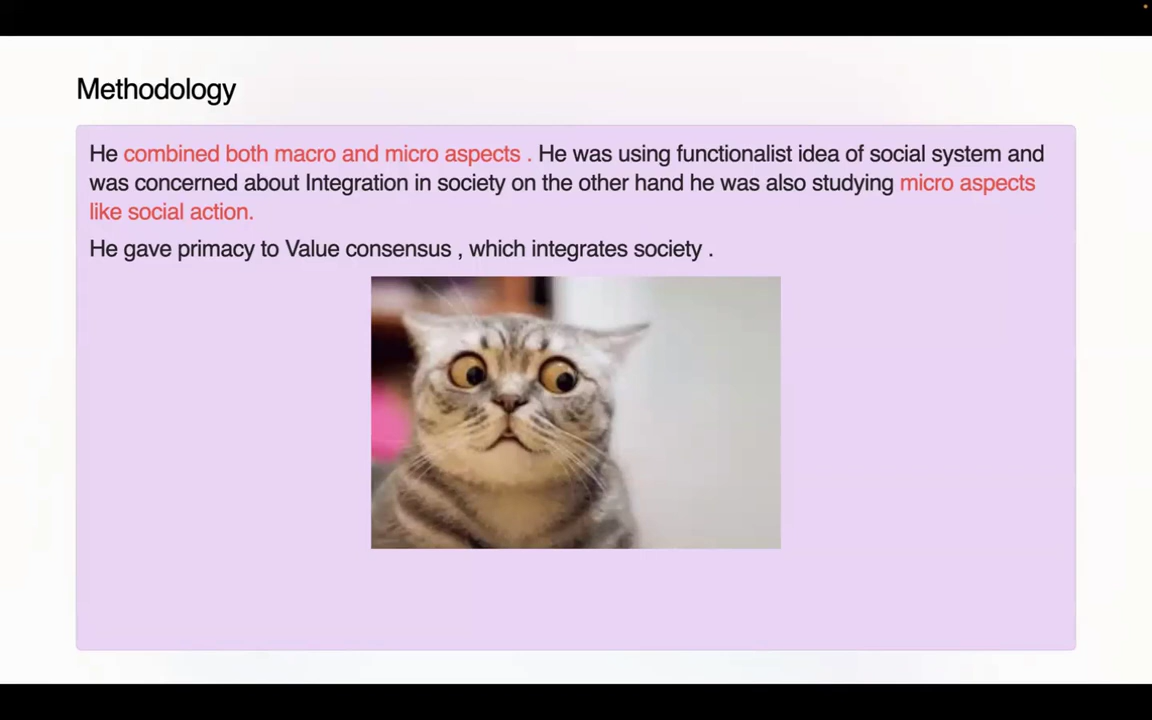 Methodology
He combined both macro and micro aspects . He was using functionalist idea of social system and
was concerned about Integration in society on the other hand he was also studying micro aspects
like social action.
He gave primacy to Value consensus , which integrates society .